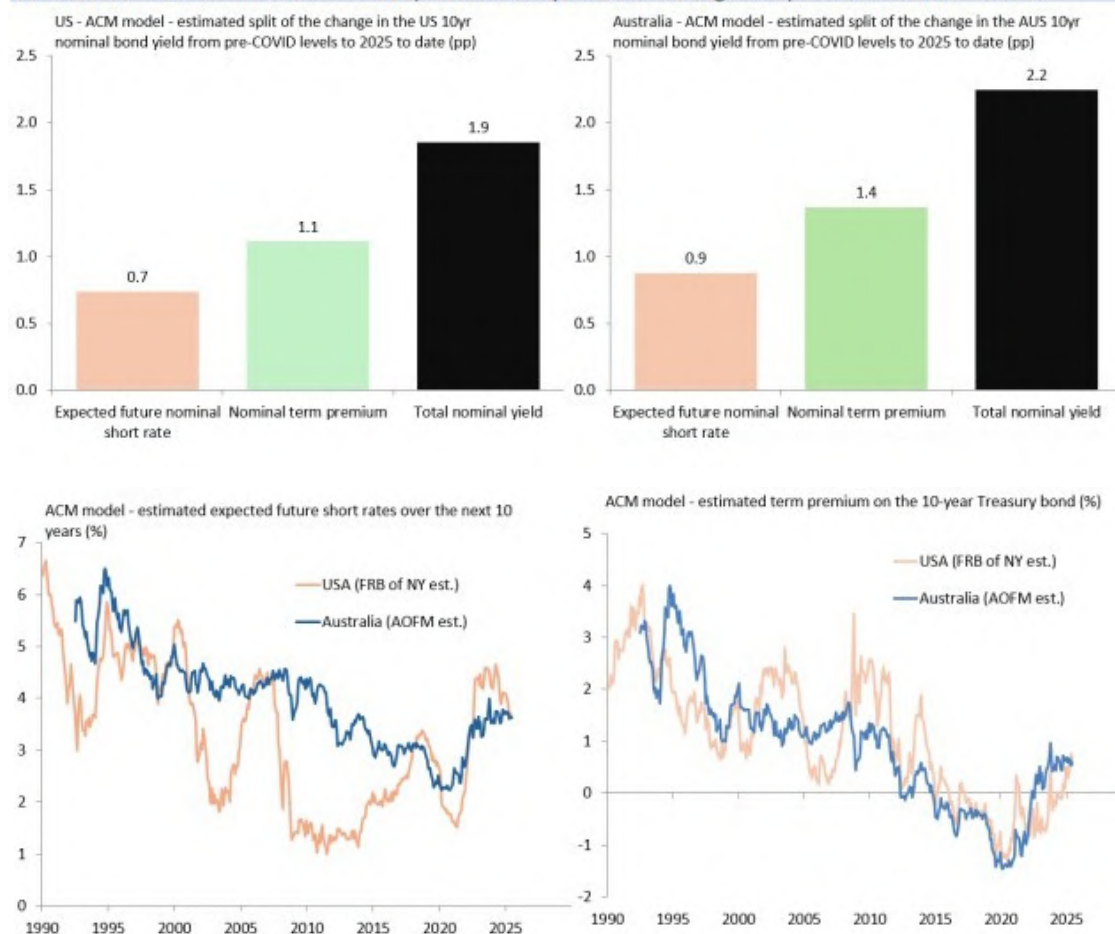 US - ACM model - estimated split of the change in the US 10yr
nominal bond yield from pre-COVID levels to 2025 to date (pp)
2.5
2.0
1.5
1.0
0.5
0.0
0.7
1.1
1.9
Expected future nominal
short rate
Nominal term premium
Total nominal yield
Australia - ACM model - estimated split of the change in the AUS 10yr
nominal bond yield from pre-COVID levels to 2025 to date (pp)
2.5
2.0
1.5
1.0
0.5
0.0
0.9
1.4
2.2
Expected future nominal
short rate
Nominal term premium
Total nominal yield
ACM model - estimated expected future short rates over the next 10
years (%)
7
6
5
4
3
2
1
0
USA (FRB of NY est.)
Australia (AOFM est.)
1990 1995 2000 2005 2010 2015 2020 2025
ACM model - estimated term premium on the 10-year Treasury bond (%)
5
4
3
2
1
0
-1
-2
USA (FRB of NY est.)
Australia (AOFM est.)
1990 1995 2000 2005 2010 2015 2020 2025